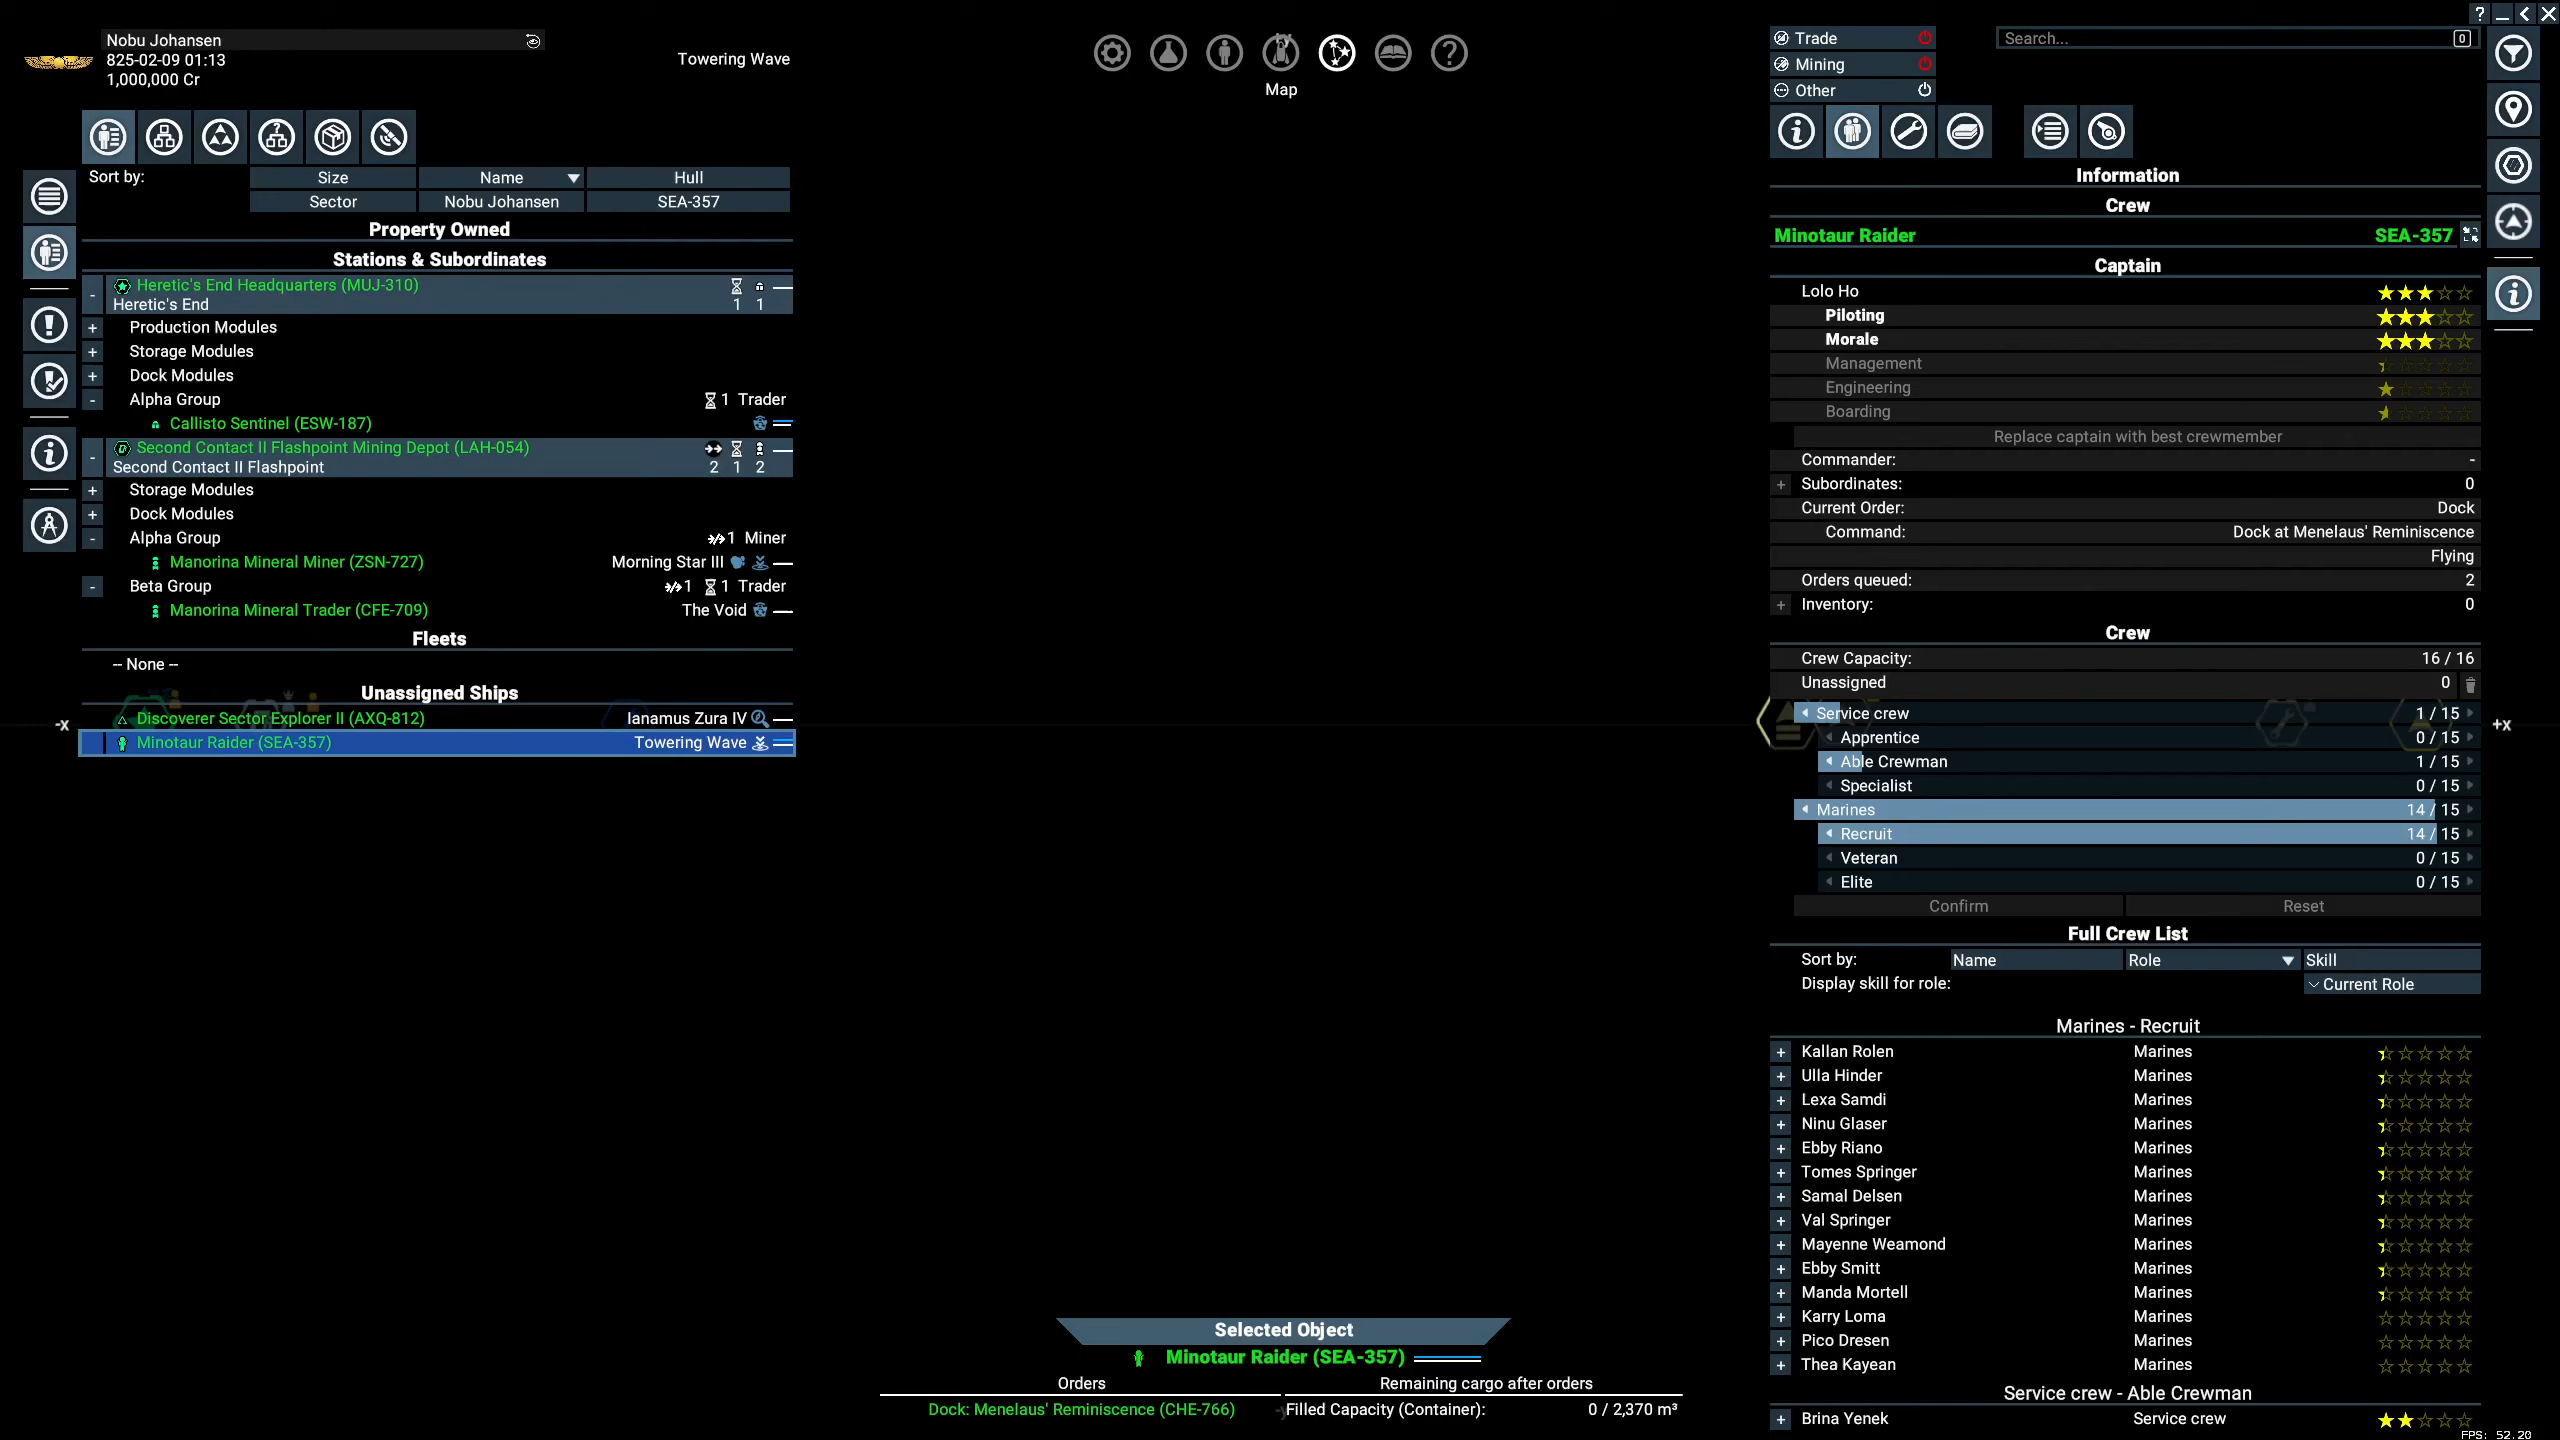 Nobu Johansen
825-02-09 01:13
1,000,000 Cr
Towering Wave
Map
Trade
Mining
Other
Search...
0
Sort by:
Size
Name
Hull
Sector
Nobu Johansen
SEA-357
Property Owned
Stations & Subordinates
Heretic's End Headquarters (MUJ-310)
Heretic's End
1 1
+ Production Modules
+ Storage Modules
+ Dock Modules
- Alpha Group 1 Trader
Callisto Sentinel (ESW-187)
Second Contact II Flashpoint Mining Depot (LAH-054)
Second Contact II Flashpoint
2 1 2
+ Storage Modules
+ Dock Modules
- Alpha Group 1 Miner
Manorina Mineral Miner (ZSN-727) Morning Star III
- Beta Group 1 1 Trader
Manorina Mineral Trader (CFE-709) The Void
Fleets
-- None --
Unassigned Ships
Discoverer Sector Explorer II (AXQ-812) Ianamus Zura IV
Minotaur Raider (SEA-357) Towering Wave
-X
+X
Selected Object
Minotaur Raider (SEA-357)
Orders
Remaining cargo after orders
Dock: Menelaus' Reminiscence (CHE-766)
Filled Capacity (Container): 0 / 2,370 m³
Information
Crew
Minotaur Raider SEA-357
Captain
Lolo Ho
Piloting
Morale
Management
Engineering
Boarding
Replace captain with best crewmember
Commander: -
+ Subordinates: 0
Current Order: Dock
Command: Dock at Menelaus' Reminiscence
Flying
Orders queued: 2
+ Inventory: 0
Crew
Crew Capacity: 16 / 16
Unassigned 0
Service crew 1 / 15
Apprentice 0 / 15
Able Crewman 1 / 15
Specialist 0 / 15
Marines 14 / 15
Recruit 14 / 15
Veteran 0 / 15
Elite 0 / 15
Confirm Reset
Full Crew List
Sort by: Name Role Skill
Display skill for role: Current Role
Marines - Recruit
+ Kallan Rolen Marines
+ Ulla Hinder Marines
+ Lexa Samdi Marines
+ Ninu Glaser Marines
+ Ebby Riano Marines
+ Tomes Springer Marines
+ Samal Delsen Marines
+ Val Springer Marines
+ Mayenne Weamond Marines
+ Ebby Smitt Marines
+ Manda Mortell Marines
+ Karry Loma Marines
+ Pico Dresen Marines
+ Thea Kayean Marines
Service crew - Able Crewman
+ Brina Yenek Service crew
FPS: 52.20